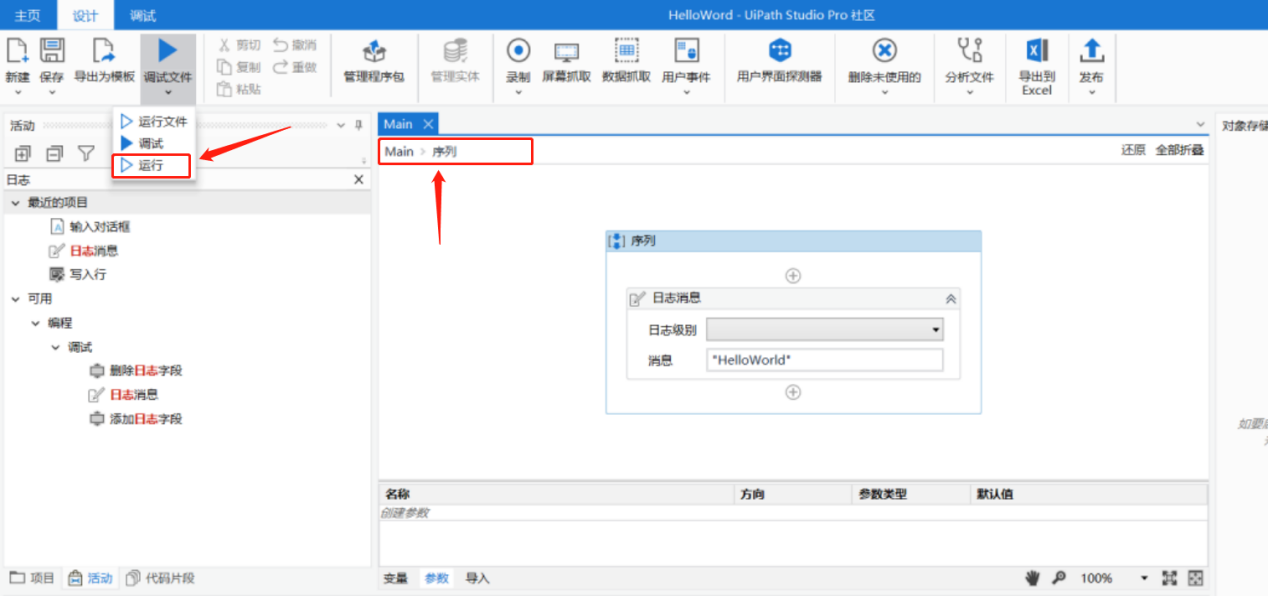 主页 设计 调试 HelloWord - UiPath Studio Pro 社区
新建 保存 导出为模板 调试文件 剪切 撤消 复制 重做 粘贴 管理程序包 管理实体 录制 屏幕抓取 数据抓取 用户事件 用户界面探测器 删除未使用的 分析文件 导出到 Excel 发布
运行文件
调试
运行
活动
日志
最近的项目
输入对话框
日志消息
写入行
可用
编程
调试
删除日志字段
日志消息
添加日志字段
项目 活动 代码片段
Main
Main > 序列 还原 全部折叠
序列
日志消息
日志级别
消息 "HelloWorld"
名称 方向 参数类型 默认值
创建参数
变量 参数 导入 100%
对象存储
如要